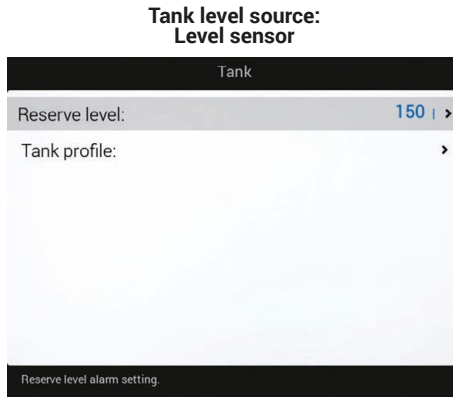 Tank level source:
Level sensor
Tank
Reserve level: 150 l >
Tank profile: >
Reserve level alarm setting.